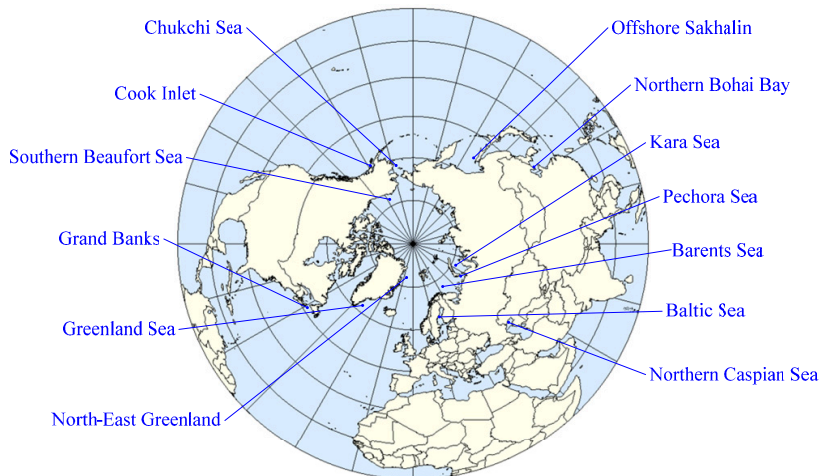 Chukchi Sea
Offshore Sakhalin
Cook Inlet
Northern Bohai Bay
Southern Beaufort Sea
Kara Sea
Pechora Sea
Grand Banks
Barents Sea
Greenland Sea
Baltic Sea
Northern Caspian Sea
North-East Greenland